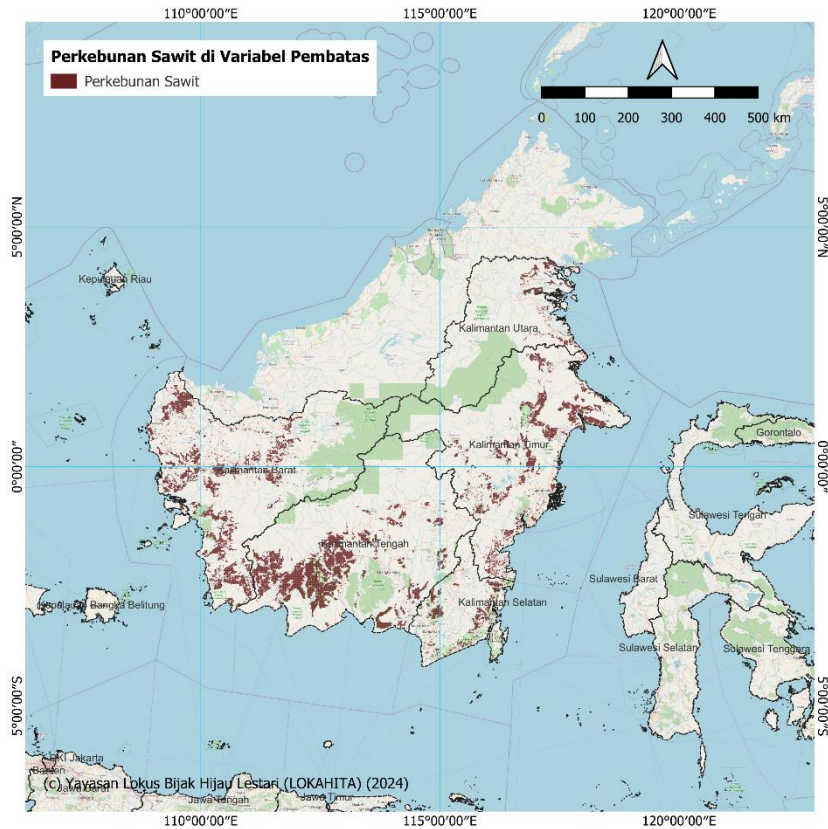 110°00'00"E
115°00'00"E
120°00'00"E
Perkebunan Sawit di Variabel Pembatas
Perkebunan Sawit
0
100
200
300
400
500 km
5°00'00"N
5°00'00"N
Kepulauan Riau
Kalimantan Utara
Gorontalo
Kalimantan Timur
0°00'00"
0°00'00"
Kalimantan Barat
Sulawesi Tengah
Kalimantan Tengah
Sulawesi Barat
Kalimantan Selatan
Kepulauan Bangka Belitung
Sulawesi Selatan
Sulawesi Tenggara
5°00'00"S
5°00'00"S
DKI Jakarta
Banten
(c) Yayasan Lokus Bijak Hijau Lestari (LOKAHITA) (2024)
Jawa Barat
Jawa Tengah
Jawa Timur
110°00'00"E
115°00'00"E
120°00'00"E